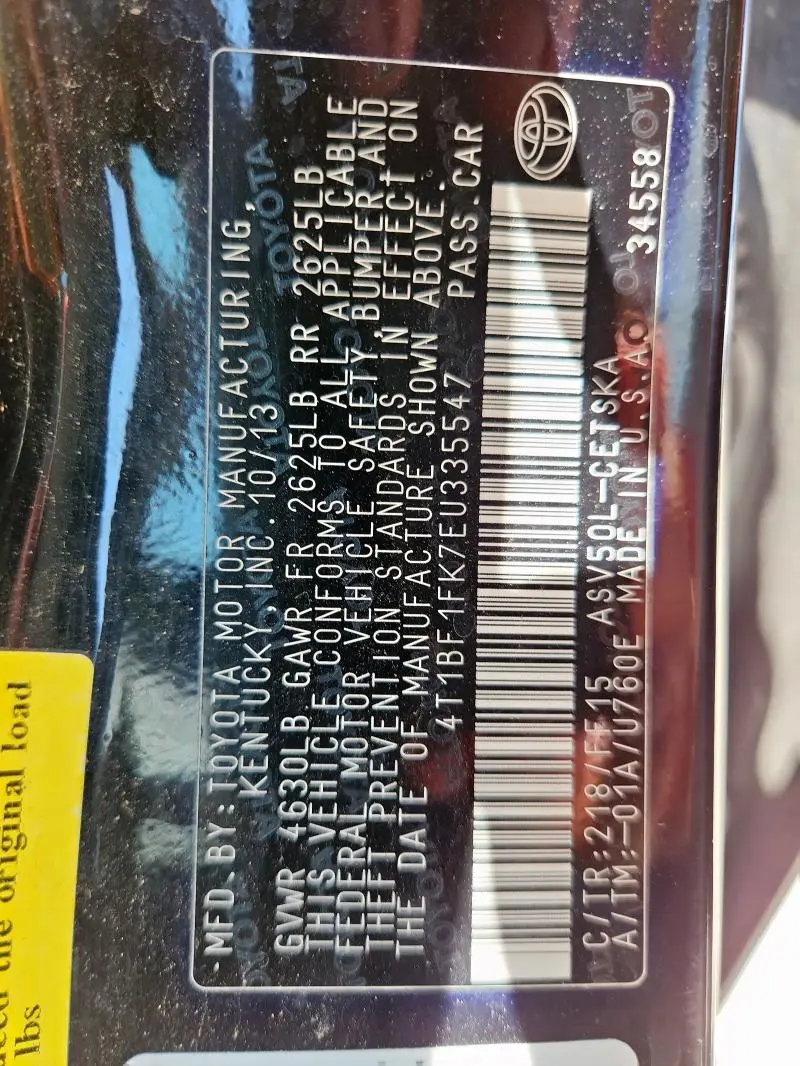 MFD.BY:TOYOTA MOTOR MANUFACTURING,
KENTUCKY,INC.10/13
GVWR 4630LB GAWR FR 2625LB RR 2625LB
THIS VEHICLE CONFORMS TO ALL APPLICABLE
FEDERAL MOTOR VEHICLE SAFETY BUMPER AND
THEFT PREVENTION STANDARDS IN EFFECT ON
THE DATE OF MANUFACTURE SHOWN ABOVE.
4T1BF1FK7EU335547 PASS.CAR
C/TR:218/FE15 ASV50L-CETSKA
A/TM:-01A/U760E MADE IN U.S.A. 34558
the original load
lbs